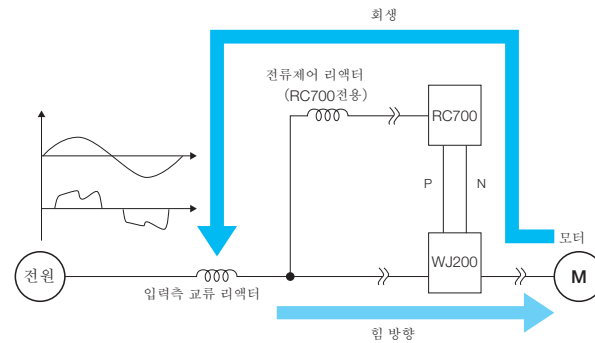 회생
전류제어 리액터
(RC700전용)
RC700
P
N
모터
전원
WJ200
M
입력측 교류 리액터
힘 방향